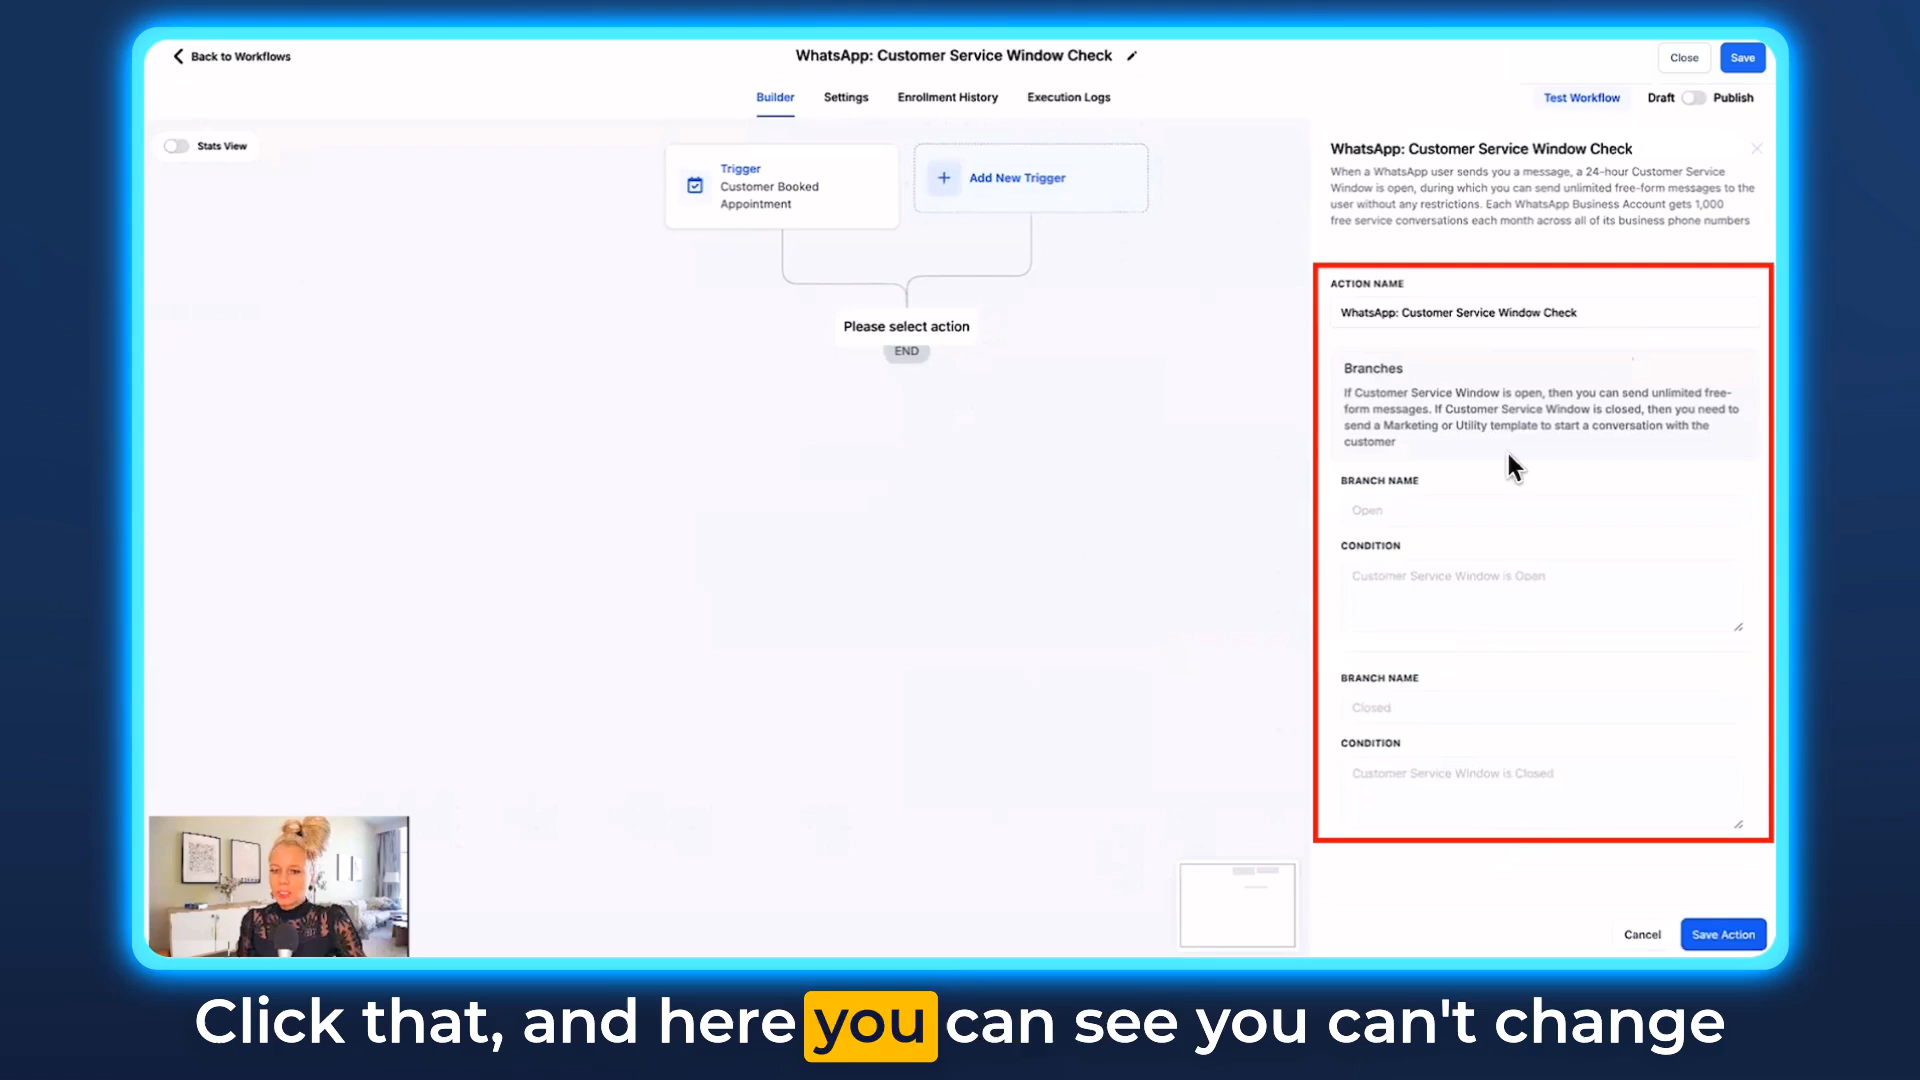 Back to Workflows
WhatsApp: Customer Service Window Check
Close
Save
Builder
Settings
Enrollment History
Execution Logs
Test Workflow
Draft
Publish
Stats View
Trigger
Customer Booked
Appointment
Add New Trigger
Please select action
END
WhatsApp: Customer Service Window Check
When a WhatsApp user sends you a message, a 24-hour Customer Service
Window is open, during which you can send unlimited free-form messages to the
user without any restrictions. Each WhatsApp Business Account gets 1,000
free service conversations each month across all of its business phone numbers
ACTION NAME
WhatsApp: Customer Service Window Check
Branches
If Customer Service Window is open, then you can send unlimited free-
form messages. If Customer Service Window is closed, then you need to
send a Marketing or Utility template to start a conversation with the
customer
BRANCH NAME
Open
CONDITION
Customer Service Window is Open
BRANCH NAME
Closed
CONDITION
Customer Service Window is Closed
Cancel
Save Action
Click that, and here you can see you can't change